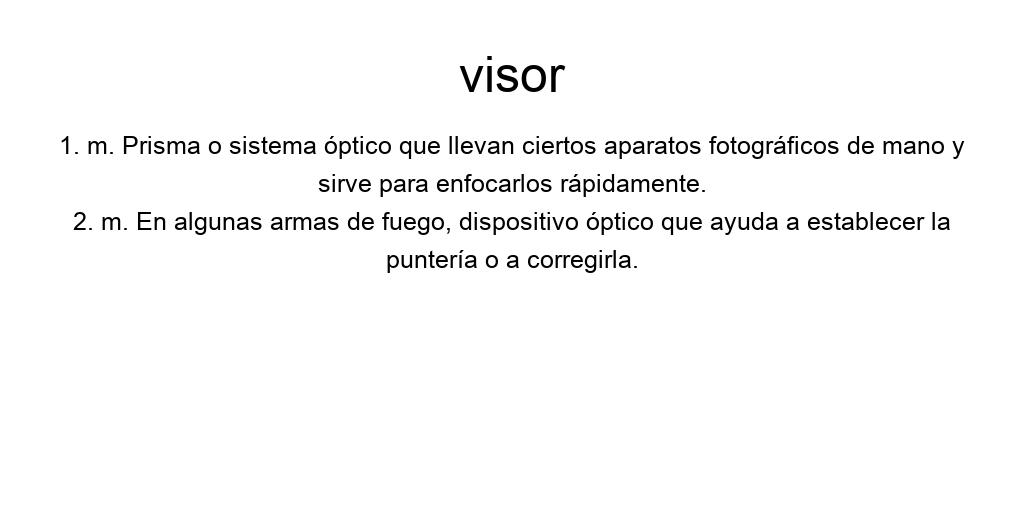 visor
1. m. Prisma o sistema óptico que llevan ciertos aparatos fotográficos de mano y
sirve para enfocarlos rápidamente.
2. m. En algunas armas de fuego, dispositivo óptico que ayuda a establecer la
puntería o a corregirla.